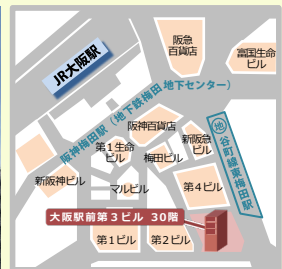 阪急
百貨店
富国生命
ビル
JR大阪駅
阪神梅田駅（地下鉄梅田 地下センター）
地 谷町線東梅田駅
阪神百貨店
新阪急
ビル
第１生命
ビル
梅田ビル
新阪神ビル
マルビル
第４ビル
大阪駅前第３ビル 30階
第１ビル
第２ビル